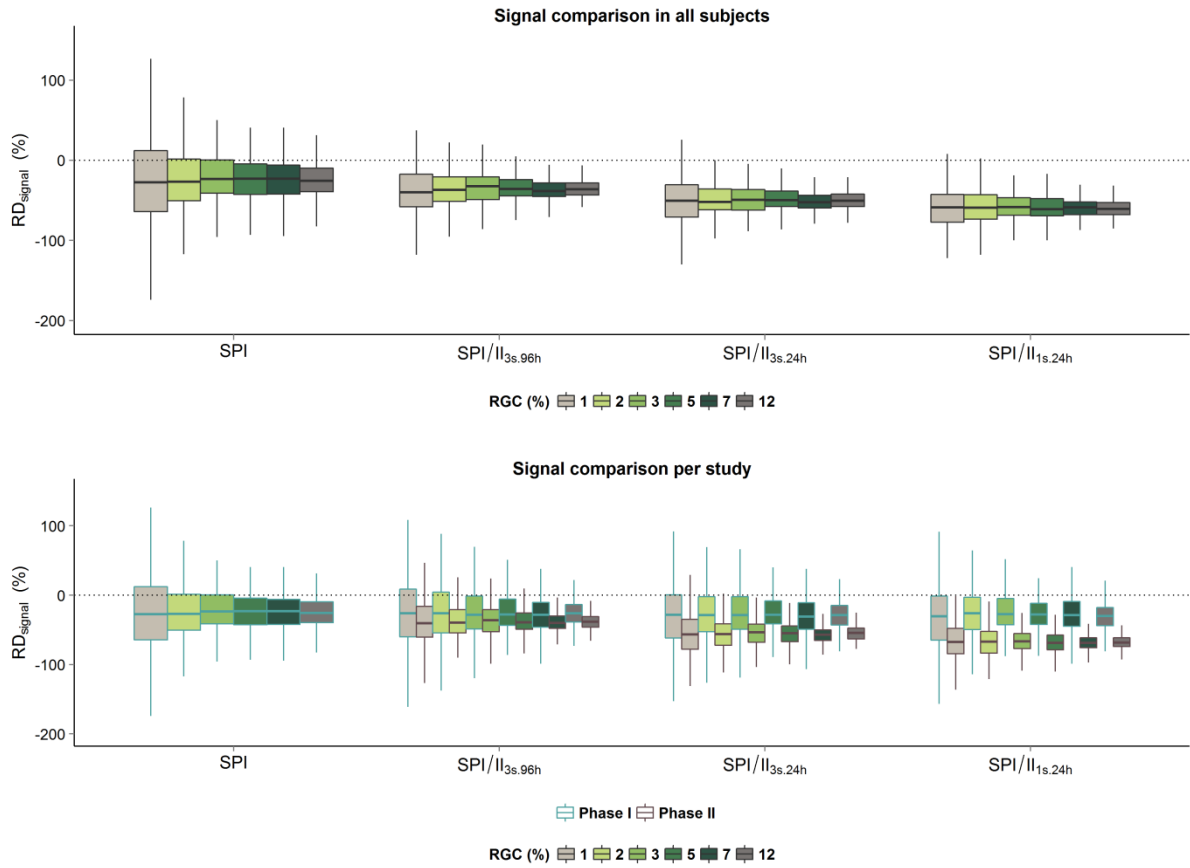 Signal comparison in all subjects
RDsignal (%)
100
0
-100
-200
SPI SPI/II3s.96h SPI/II3s.24h SPI/II1s.24h
RGC (%) 1 2 3 5 7 12
Signal comparison per study
RDsignal (%)
100
0
-100
-200
SPI SPI/II3s.96h SPI/II3s.24h SPI/II1s.24h
Phase I Phase II
RGC (%) 1 2 3 5 7 12